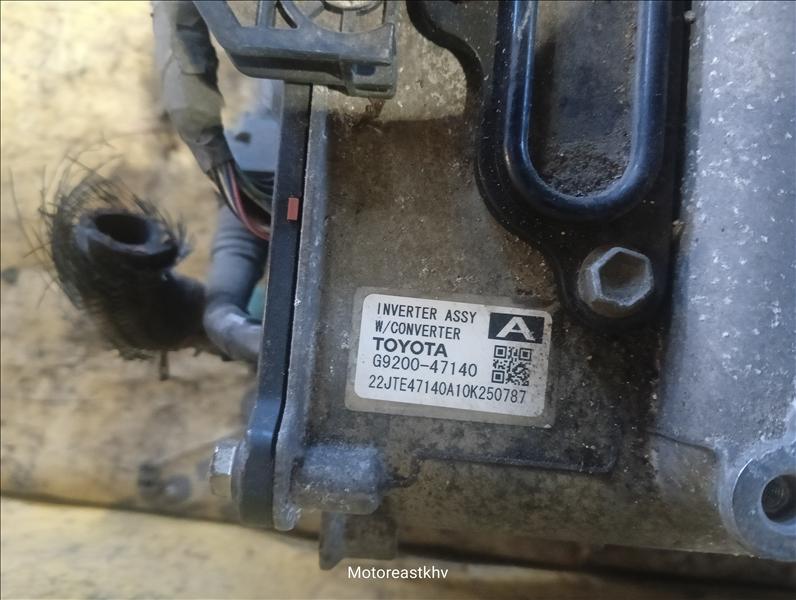 INVERTER ASSY
W/CONVERTER
A
TOYOTA
G9200-47140
22JTE47140A10K250787
Motoreastkhv